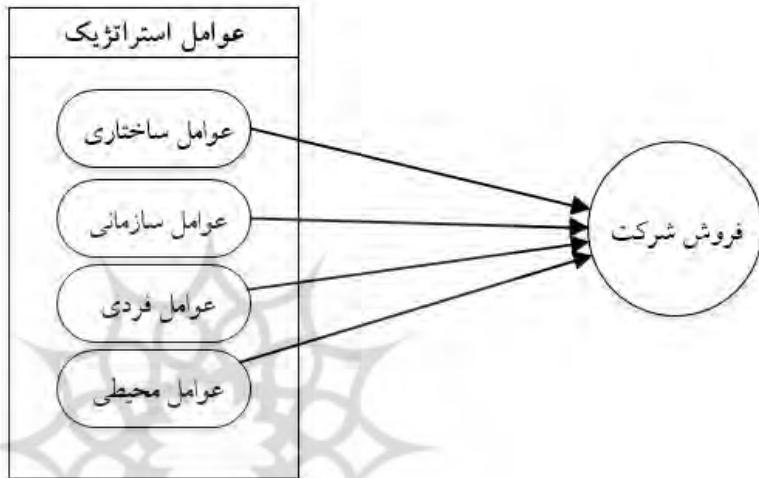 عوامل استراتژیک
عوامل ساختاری
عوامل سازمانی
عوامل فردی
عوامل محیطی
فروش شرکت